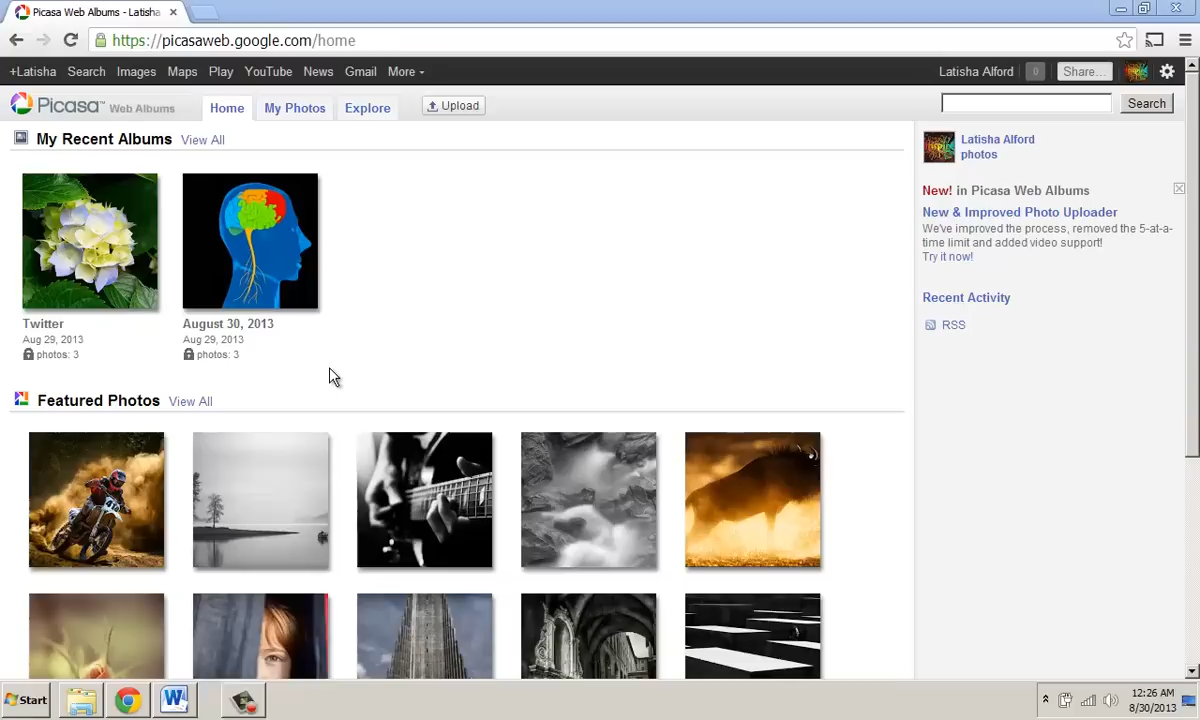 Picasa Web Albums - Latisha
https://picasaweb.google.com/home
+Latisha Search Images Maps Play YouTube News Gmail More
Latisha Alford 0 Share...
Picasa™ Web Albums Home My Photos Explore Upload Search
My Recent Albums View All
Twitter
Aug 29, 2013
photos: 3
August 30, 2013
Aug 29, 2013
photos: 3
Featured Photos View All
Latisha Alford
photos
New! in Picasa Web Albums
New & Improved Photo Uploader
We've improved the process, removed the 5-at-a-
time limit and added video support!
Try it now!
Recent Activity
RSS
Start
12:26 AM
8/30/2013